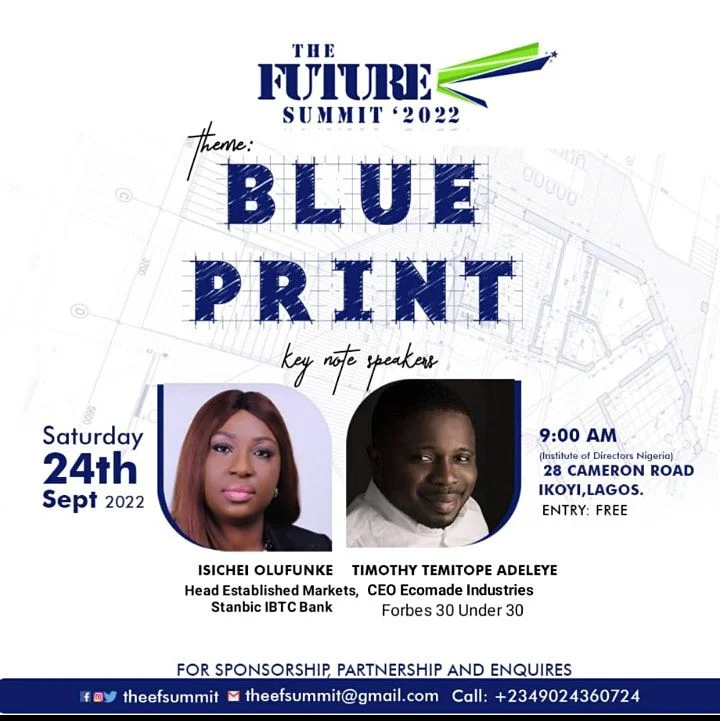 THE
FUTURE
SUMMIT ‘2022
theme:
BLUE
PRINT
key note speakers
Saturday
24th
Sept 2022
9:00 AM
(Institute of Directors Nigeria)
28 CAMERON ROAD
IKOYI,LAGOS.
ENTRY: FREE
ISICHEI OLUFUNKE
Head Established Markets,
Stanbic IBTC Bank
TIMOTHY TEMITOPE ADELEYE
CEO Ecomade Industries
Forbes 30 Under 30
FOR SPONSORSHIP, PARTNERSHIP AND ENQUIRES
theefsummit theefsummit@gmail.com Call: +2349024360724